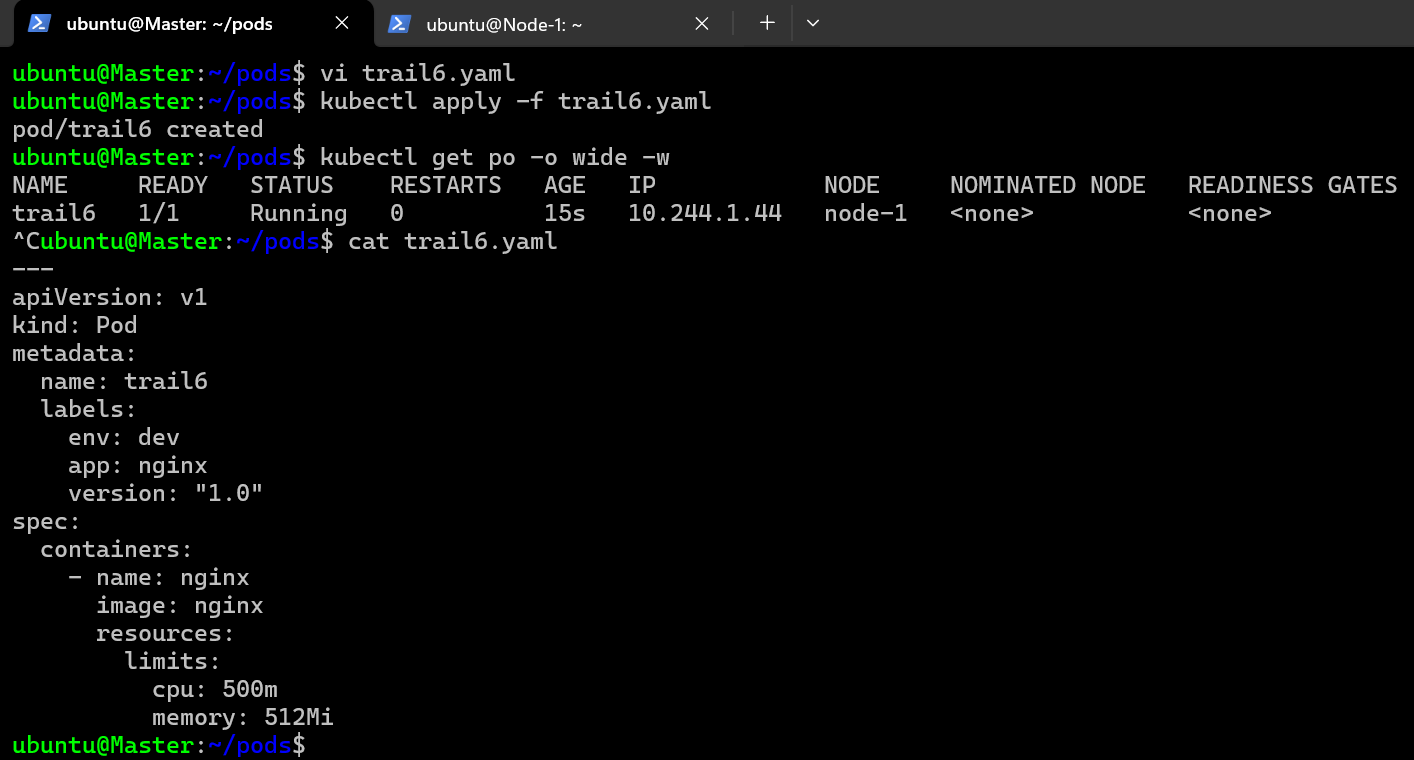 ubuntu@Master: ~/pods
ubuntu@Node-1: ~
ubuntu@Master:~/pods$ vi trail6.yaml
ubuntu@Master:~/pods$ kubectl apply -f trail6.yaml
pod/trail6 created
ubuntu@Master:~/pods$ kubectl get po -o wide -w
NAME     READY   STATUS    RESTARTS   AGE   IP            NODE     NOMINATED NODE   READINESS GATES
trail6   1/1     Running   0          15s   10.244.1.44   node-1   <none>           <none>
^Cubuntu@Master:~/pods$ cat trail6.yaml
---
apiVersion: v1
kind: Pod
metadata:
  name: trail6
  labels:
    env: dev
    app: nginx
    version: "1.0"
spec:
  containers:
    - name: nginx
      image: nginx
      resources:
        limits:
          cpu: 500m
          memory: 512Mi
ubuntu@Master:~/pods$